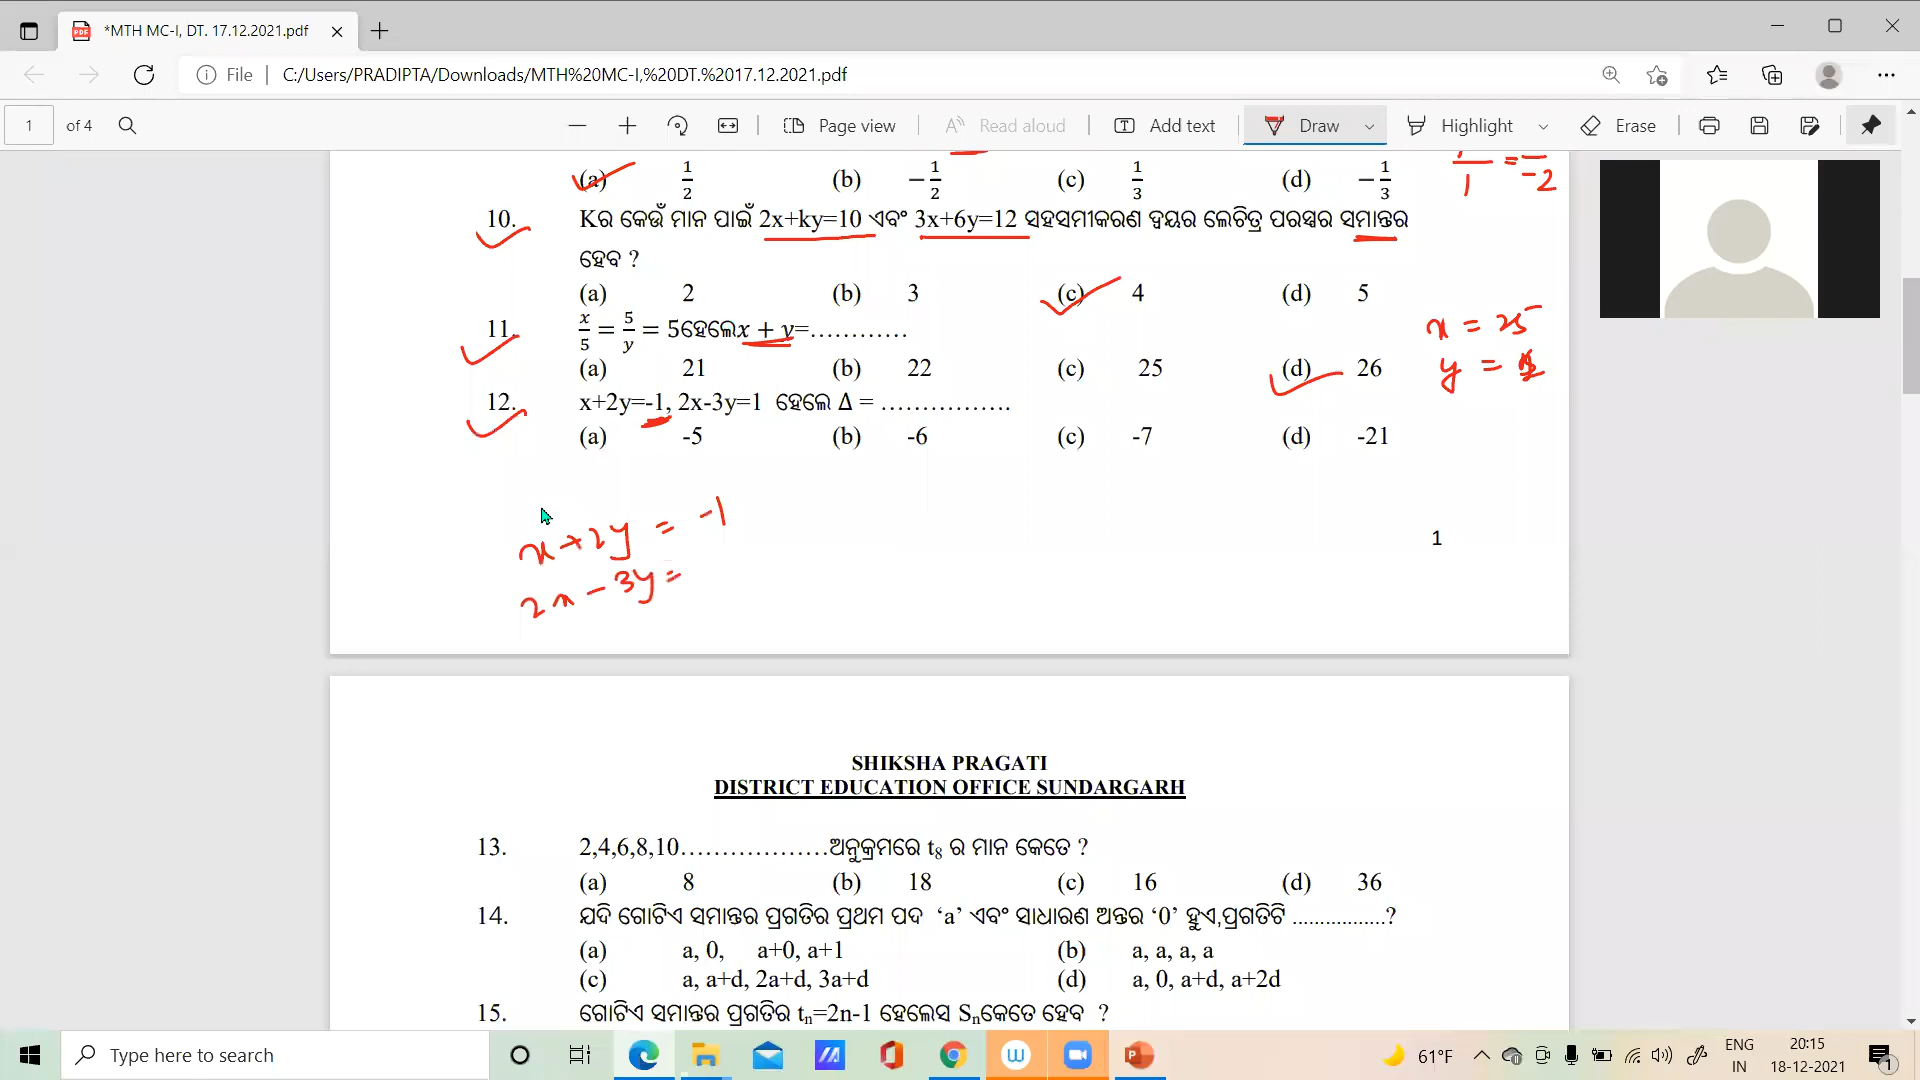 *MTH MC-I, DT. 17.12.2021.pdf
File | C:/Users/PRADIPTA/Downloads/MTH%20MC-I,%20DT.%2017.12.2021.pdf
1 of 4 Page view Read aloud Add text Draw Highlight Erase
(a) 1/2 (b) −1/2 (c) 1/3 (d) −1/3
1 = -2
10. Kର କେଉଁ ମାନ ପାଇଁ 2x+ky=10 ଏବଂ 3x+6y=12 ସହସମୀକରଣ ଦ୍ୱୟର ଲେଚିତ୍ର ପରସ୍ତର ସମାନ୍ତର
ହେବ ?
(a) 2 (b) 3 (c) 4 (d) 5
11. x/5 = 5/y = 5ହେଲେx + y=…………
x = 25
(a) 21 (b) 22 (c) 25 (d) 26
y =
12. x+2y=-1, 2x-3y=1 ହେଲେ Δ = …………….
(a) -5 (b) -6 (c) -7 (d) -21
x+2y = -1
2x-3y=
1
SHIKSHA PRAGATI
DISTRICT EDUCATION OFFICE SUNDARGARH
13. 2,4,6,8,10………………ଅନୁକ୍ରମରେ t8 ର ମାନ କେତେ ?
(a) 8 (b) 18 (c) 16 (d) 36
14. ଯଦି ଗୋଟିଏ ସମାନ୍ତର ପ୍ରଗତିର ପ୍ରଥମ ପଦ ‘a’ ଏବଂ ସାଧାରଣ ଅନ୍ତର ‘0’ ହୁଏ,ପ୍ରଗତିଟି .................?
(a) a, 0, a+0, a+1 (b) a, a, a, a
(c) a, a+d, 2a+d, 3a+d (d) a, 0, a+d, a+2d
15. ଗୋଟିଏ ସମାନ୍ତର ପ୍ରଗତିର tn=2n-1 ହେଲେସ Snକେତେ ହେବ ?
Type here to search
61°F
ENG
IN
20:15
18-12-2021
1